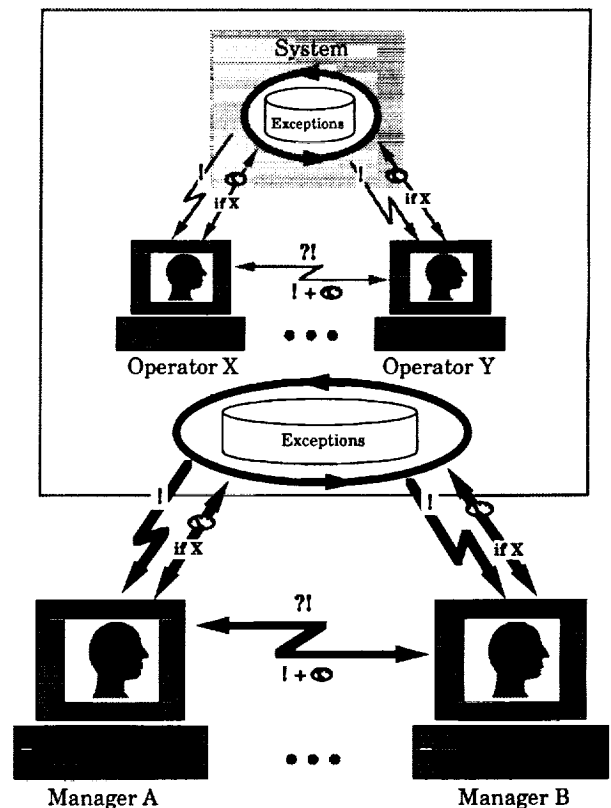 System
Exceptions
!
if X
!
if X
?!
! +
Operator X
Operator Y
Exceptions
!
if X
!
if X
?!
! +
Manager A
Manager B